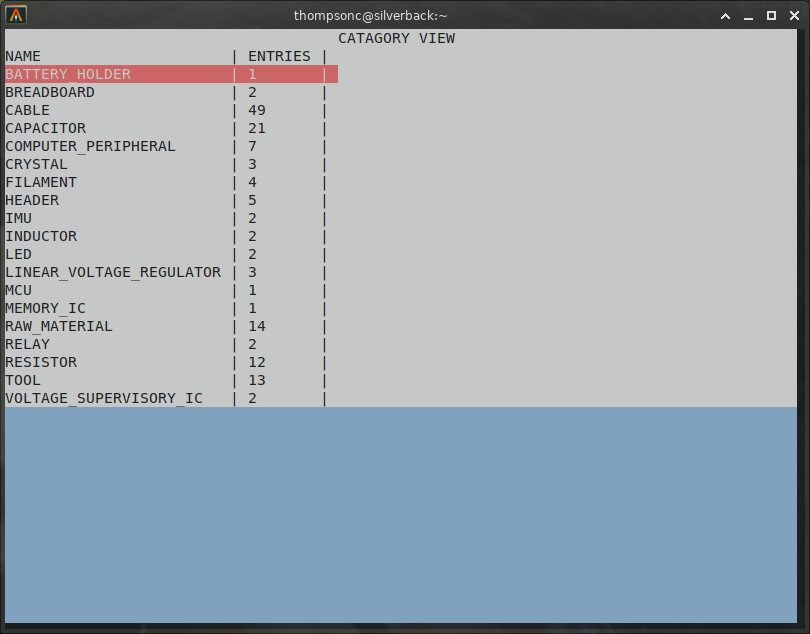 thompsonc@silverback:~
CATAGORY VIEW
NAME | ENTRIES |
BATTERY_HOLDER | 1 |
BREADBOARD | 2 |
CABLE | 49 |
CAPACITOR | 21 |
COMPUTER_PERIPHERAL | 7 |
CRYSTAL | 3 |
FILAMENT | 4 |
HEADER | 5 |
IMU | 2 |
INDUCTOR | 2 |
LED | 2 |
LINEAR_VOLTAGE_REGULATOR | 3 |
MCU | 1 |
MEMORY_IC | 1 |
RAW_MATERIAL | 14 |
RELAY | 2 |
RESISTOR | 12 |
TOOL | 13 |
VOLTAGE_SUPERVISORY_IC | 2 |